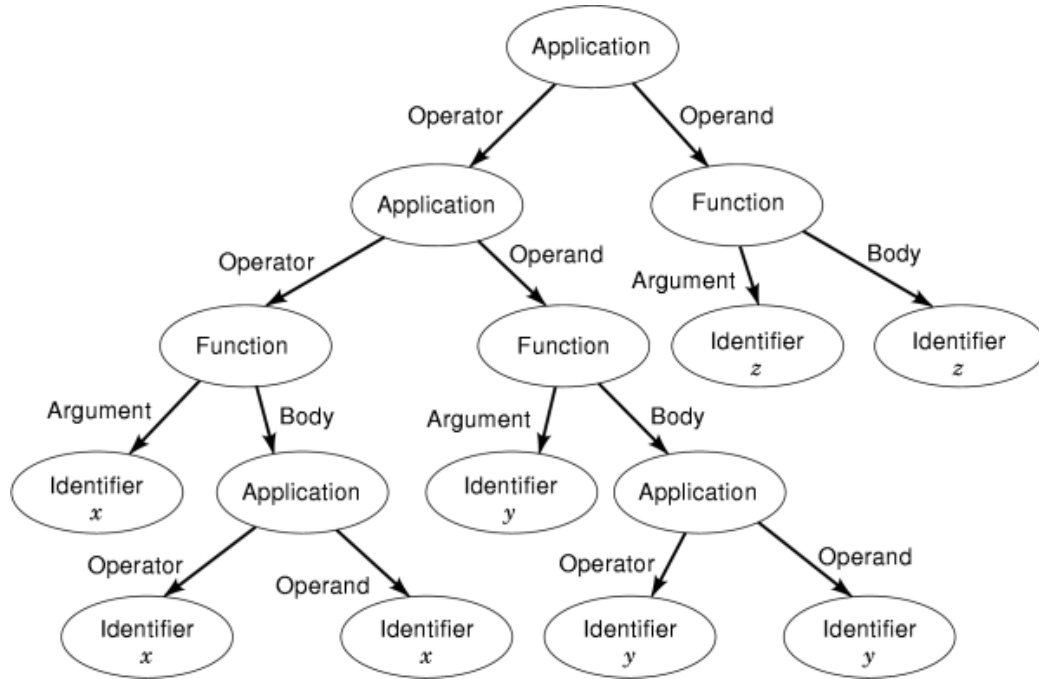 Application
Operator
Operand
Application
Function
Operator
Operand
Argument
Body
Function
Function
Identifier
z
Identifier
z
Argument
Body
Argument
Body
Identifier
x
Application
Identifier
y
Application
Operator
Operand
Operator
Operand
Identifier
x
Identifier
x
Identifier
y
Identifier
y